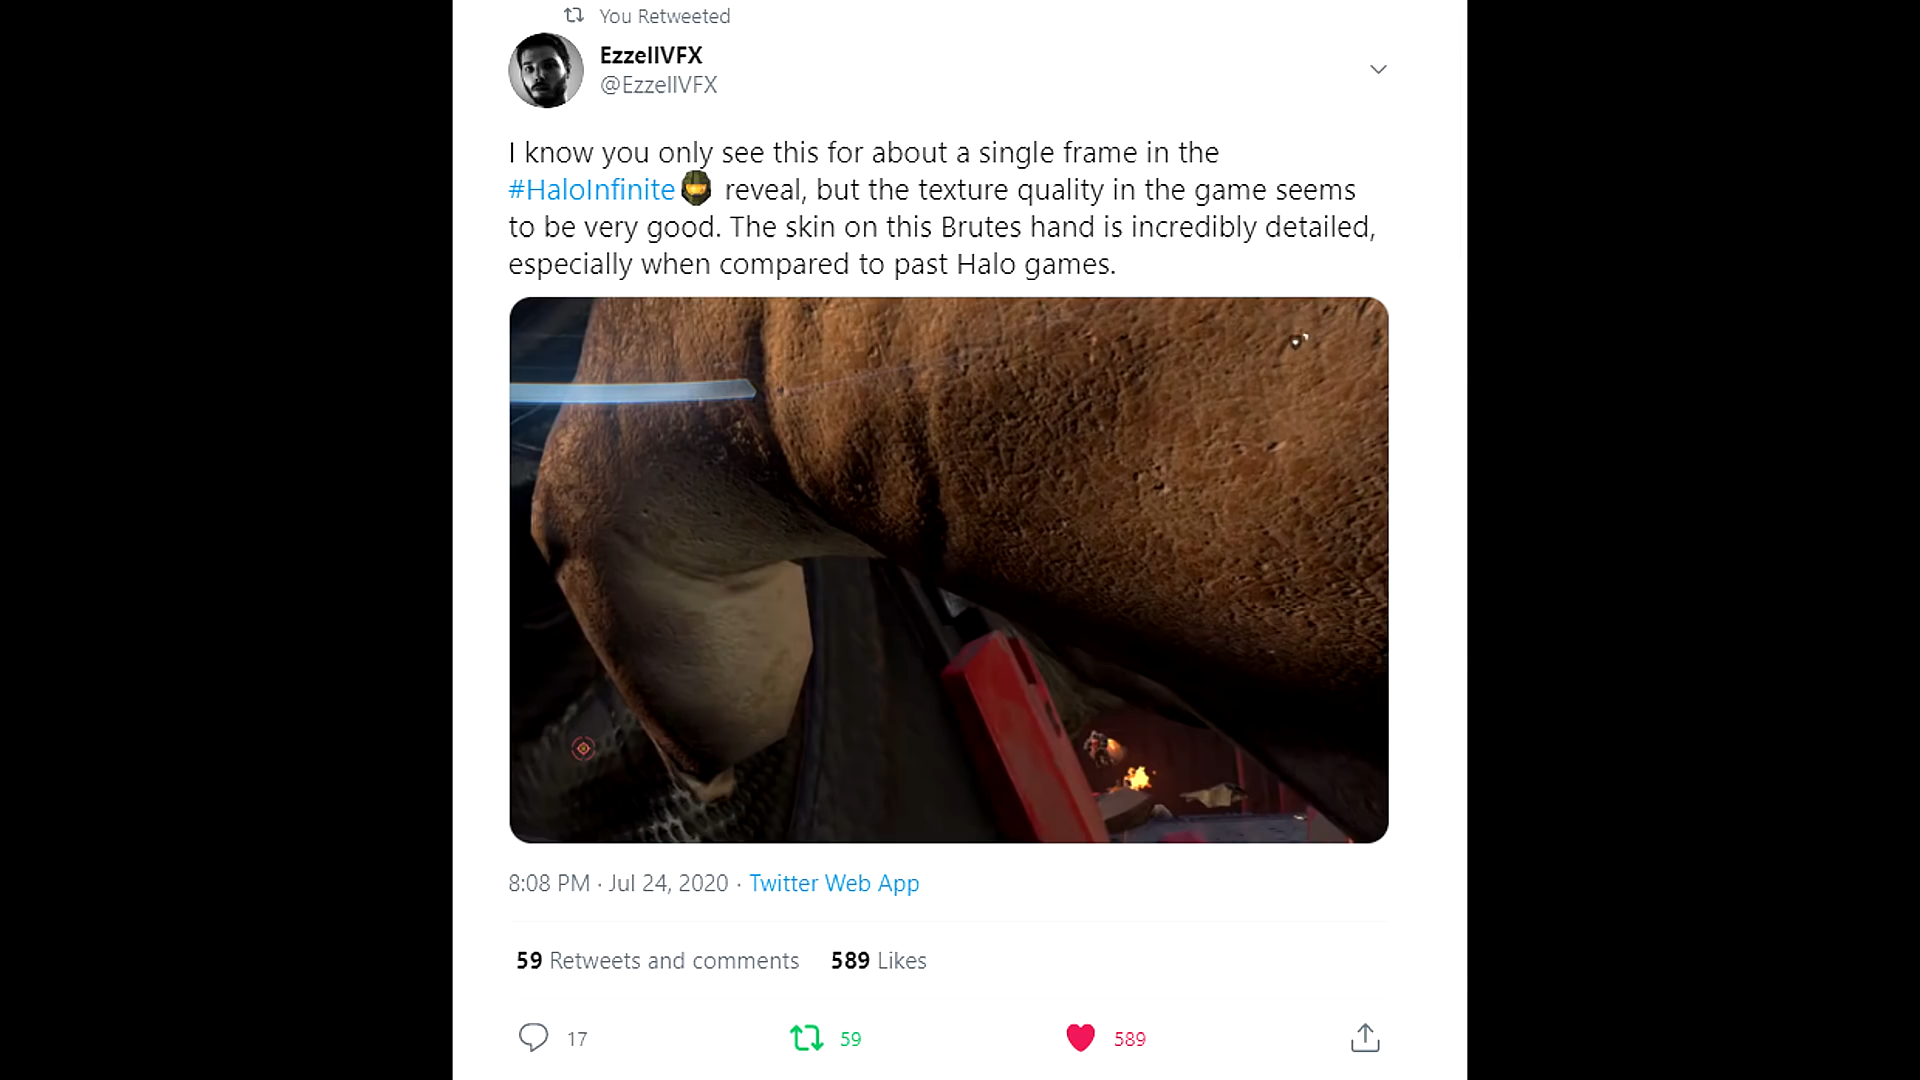 You Retweeted
EzzellVFX
@EzzellVFX
I know you only see this for about a single frame in the
#HaloInfinite reveal, but the texture quality in the game seems
to be very good. The skin on this Brutes hand is incredibly detailed,
especially when compared to past Halo games.
8:08 PM · Jul 24, 2020 · Twitter Web App
59 Retweets and comments 589 Likes
17 59 589